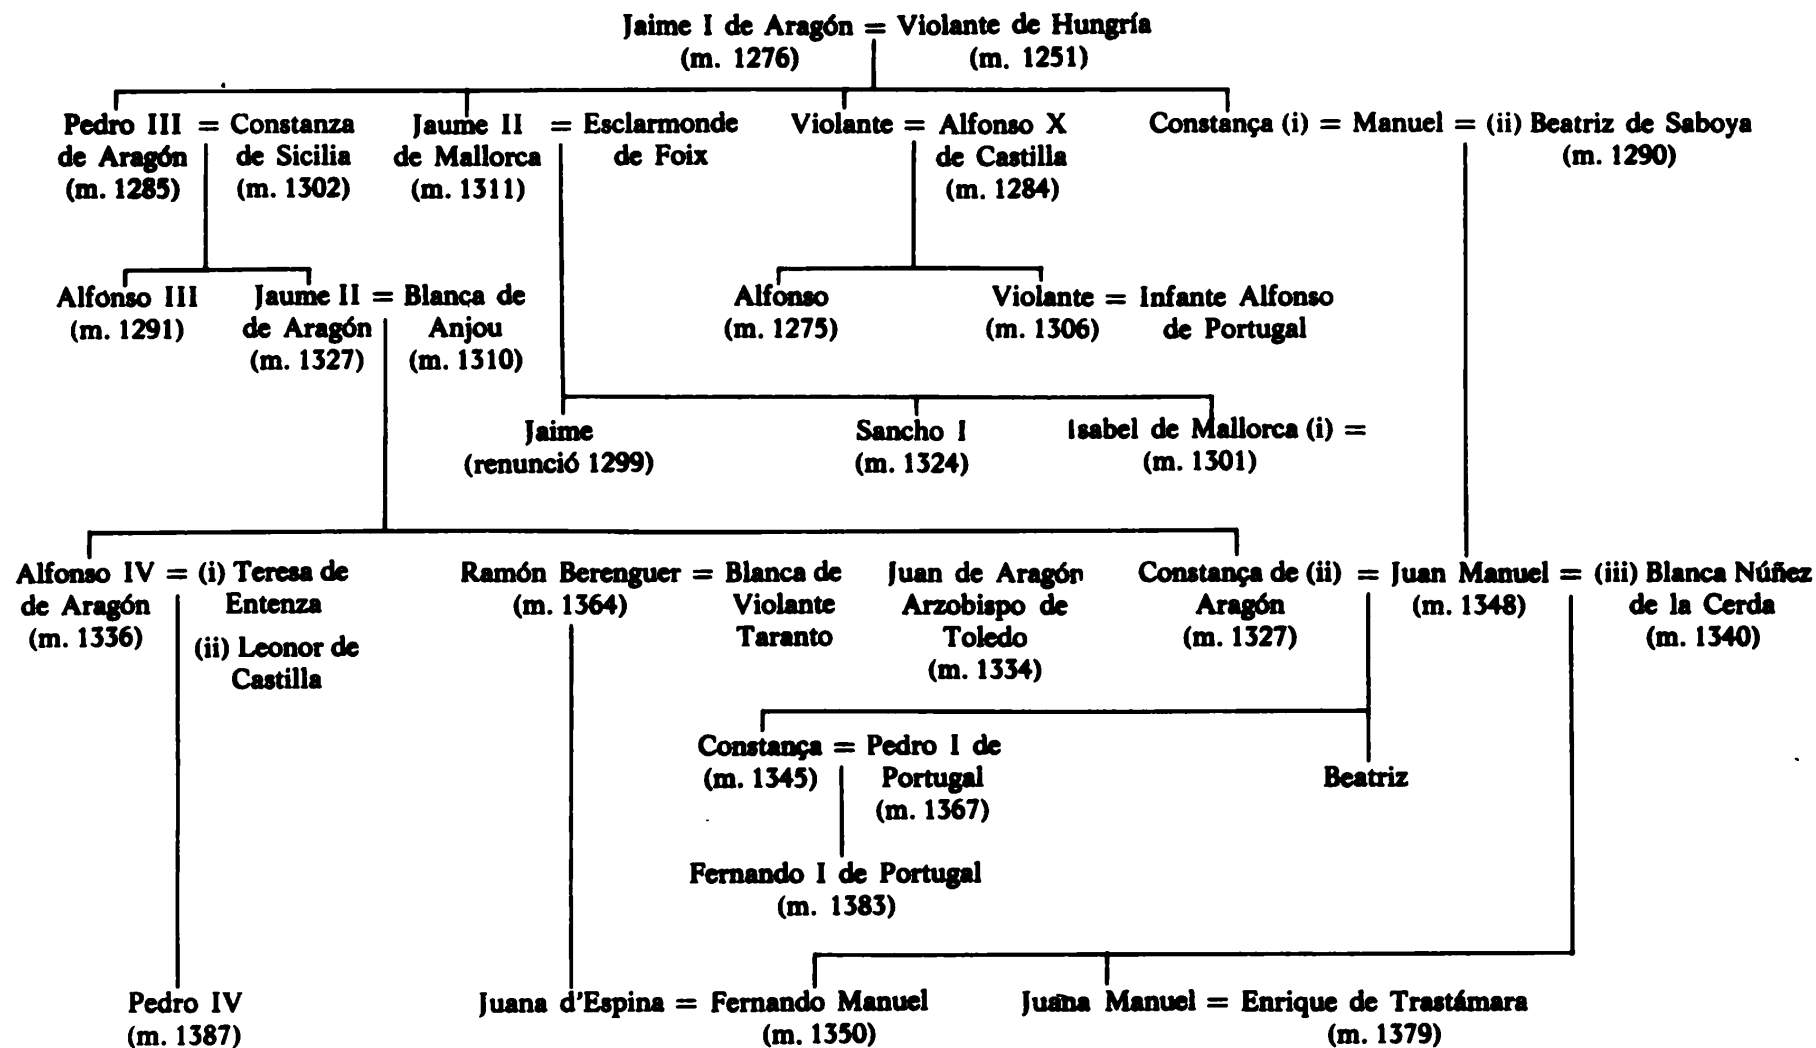 Jaime I de Aragón = Violante de Hungría
(m. 1276) (m. 1251)
Pedro III = Constanza Jaume II = Esclarmonde Violante = Alfonso X Constança (i) = Manuel = (ii) Beatriz de Saboya
de Aragón de Sicilia de Mallorca de Foix de Castilla (m. 1290)
(m. 1285) (m. 1302) (m. 1311) (m. 1284)
Alfonso III Jaume II = Blanca de Alfonso Violante = Infante Alfonso
(m. 1291) de Aragón Anjou (m. 1275) (m. 1306) de Portugal
(m. 1327) (m. 1310)
Jaime Sancho I Isabel de Mallorca (i) =
(renunció 1299) (m. 1324) (m. 1301)
Alfonso IV = (i) Teresa de Ramón Berenguer = Blanca de Juan de Aragón Constança de (ii) = Juan Manuel = (iii) Blanca Núñez
de Aragón Entenza (m. 1364) Violante Arzobispo de Aragón (m. 1348) de la Cerda
(m. 1336) (ii) Leonor de Taranto Toledo (m. 1327) (m. 1340)
Castilla (m. 1334)
Constança = Pedro I de
(m. 1345) Portugal Beatriz
(m. 1367)
Fernando I de Portugal
(m. 1383)
Pedro IV Juana d'Espina = Fernando Manuel Juana Manuel = Enrique de Trastámara
(m. 1387) (m. 1350) (m. 1379)